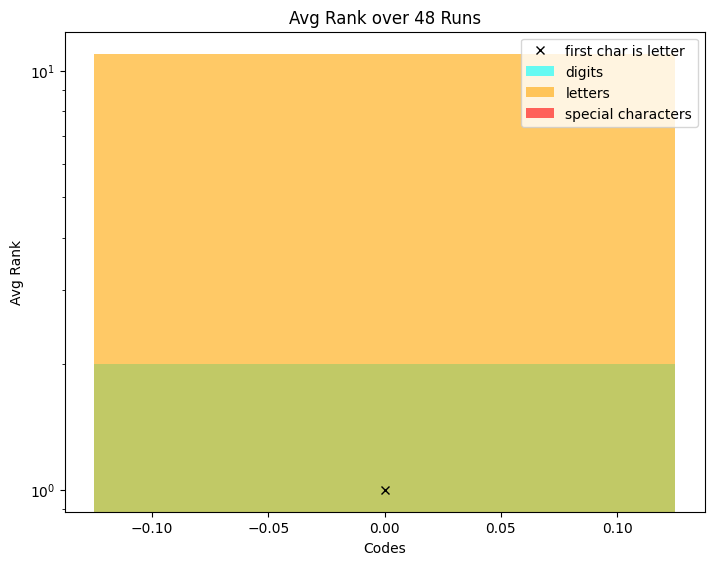 Avg Rank over 48 Runs
first char is letter
digits
letters
special characters
10¹
10⁰
Avg Rank
−0.10
−0.05
0.00
0.05
0.10
Codes